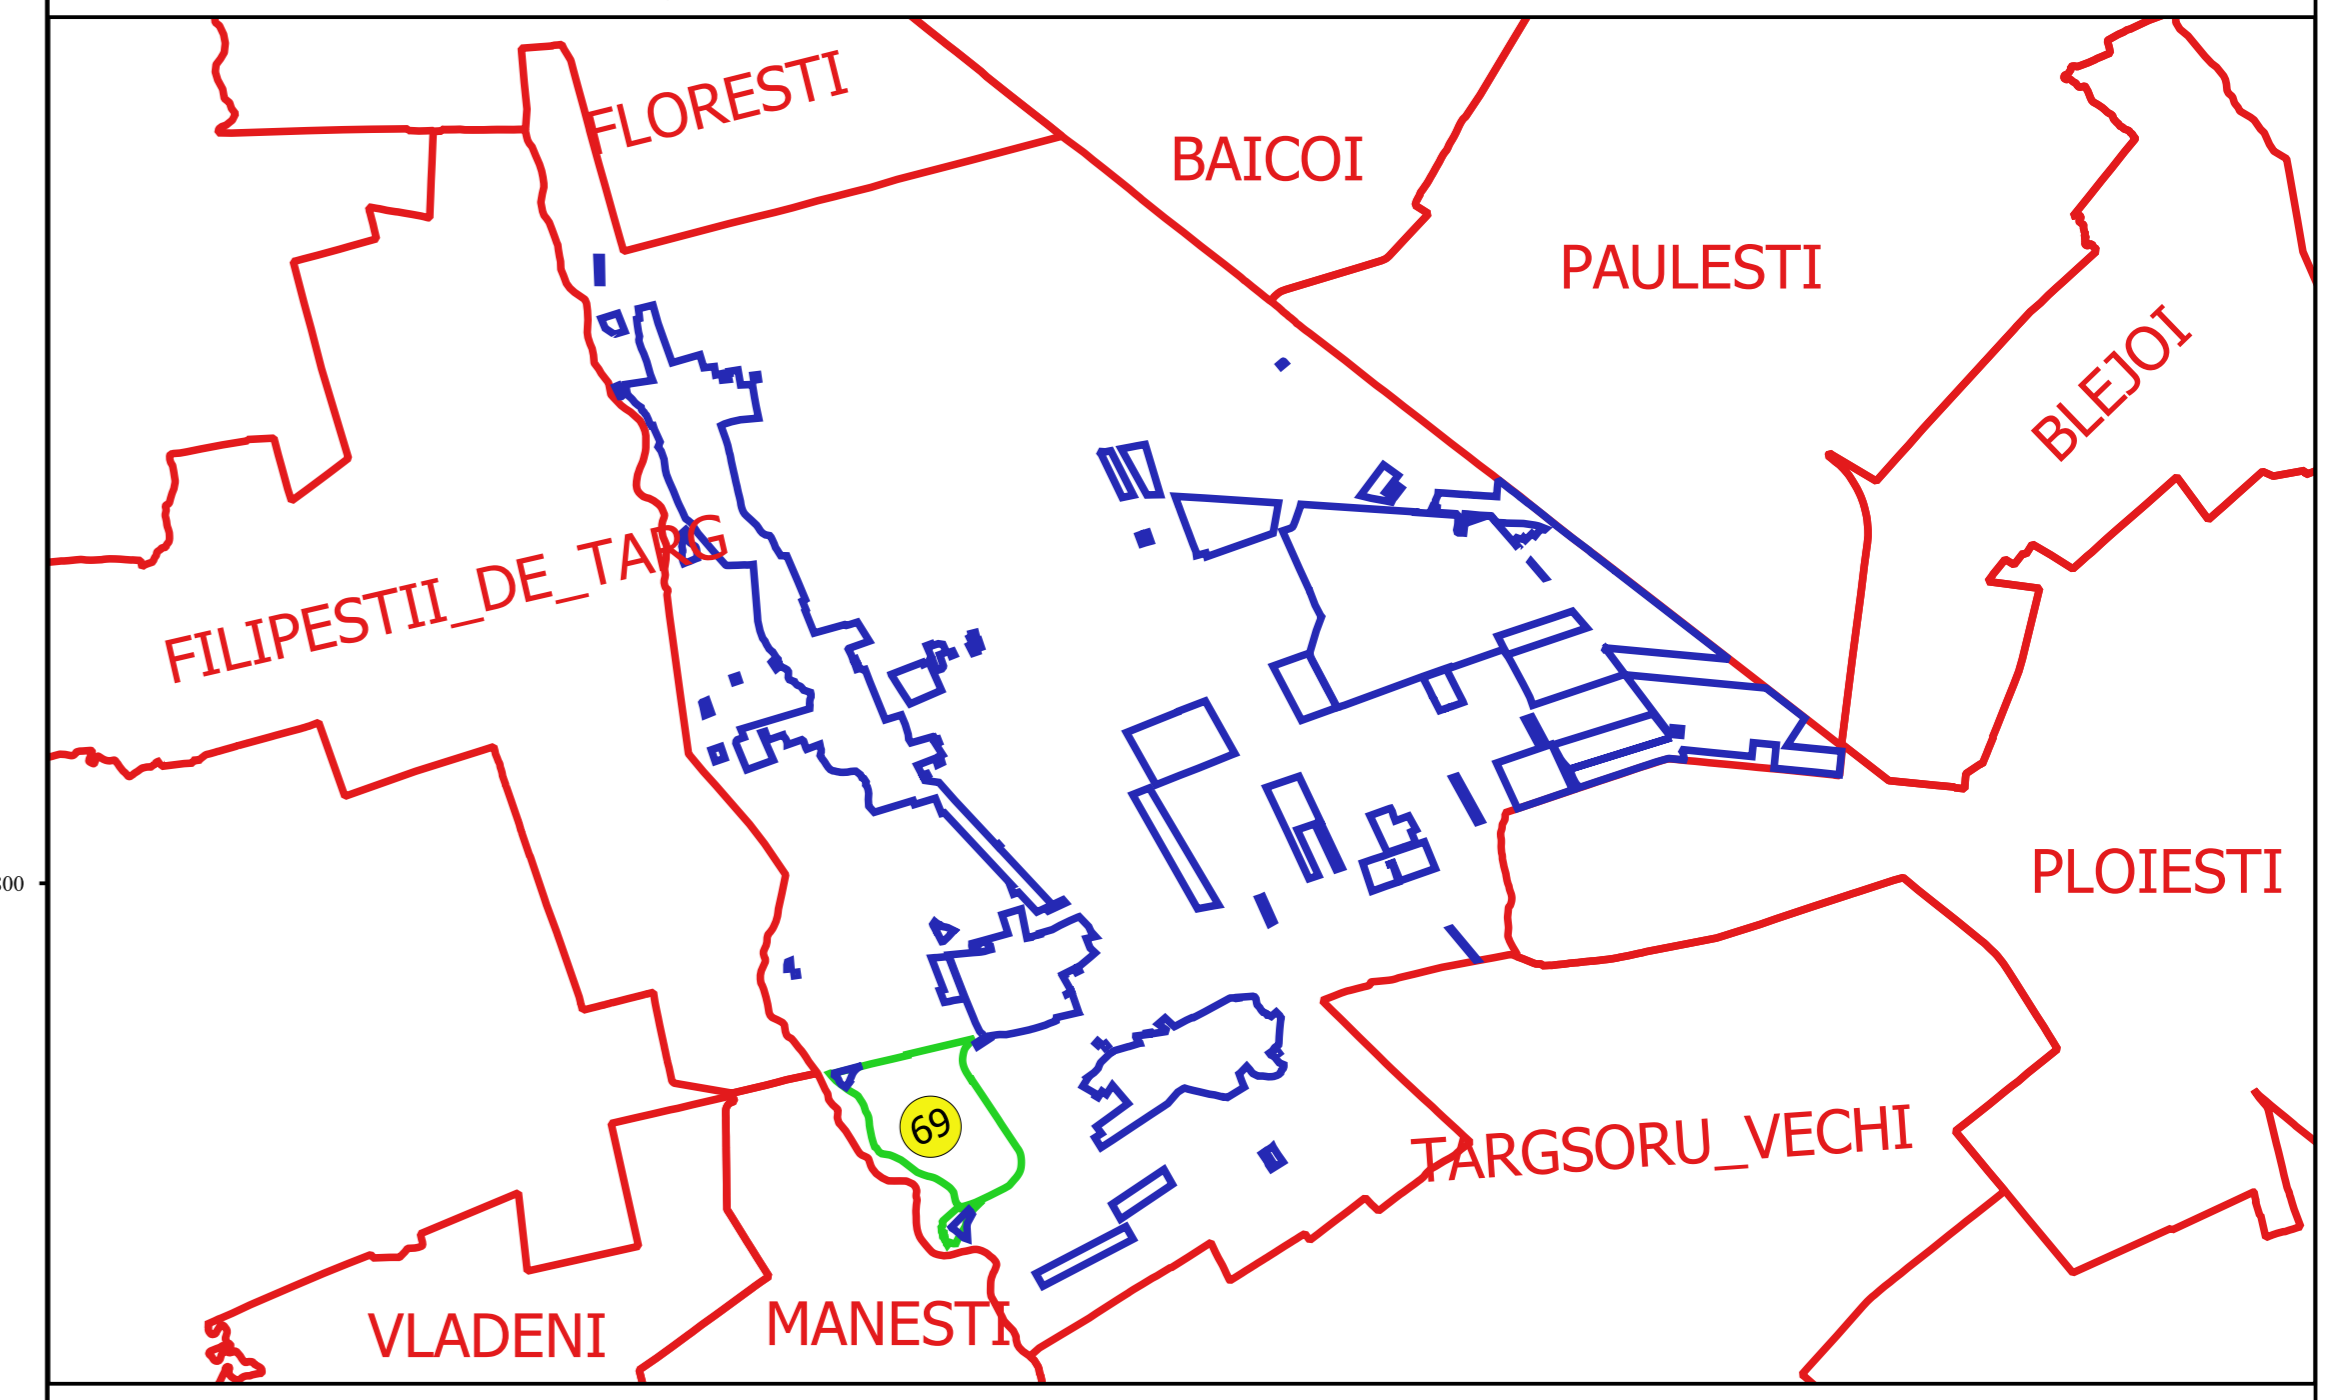 FLORESTI
BAICOI
PAULESTI
BLEJOI
FILIPESTII_DE_TARG
PLOIESTI
69
TARGSORU_VECHI
MANESTI
VLADENI